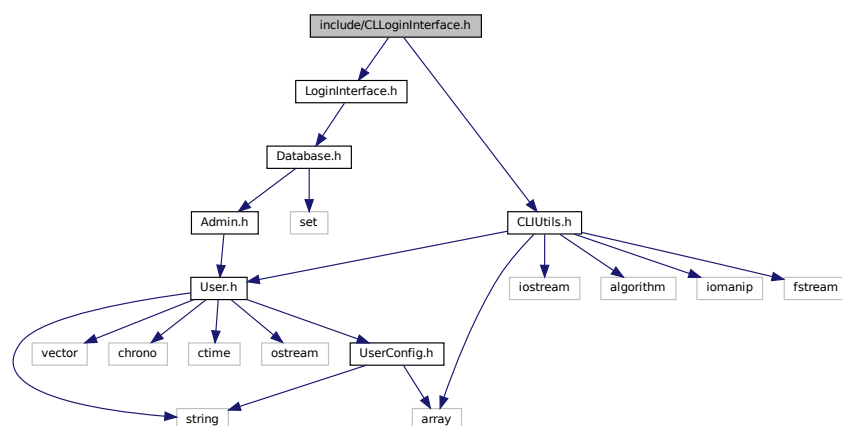 include/CLLoginInterface.h
LoginInterface.h
Database.h
Admin.h
set
CLIUtils.h
User.h
iostream
algorithm
iomanip
fstream
vector
chrono
ctime
ostream
UserConfig.h
string
array